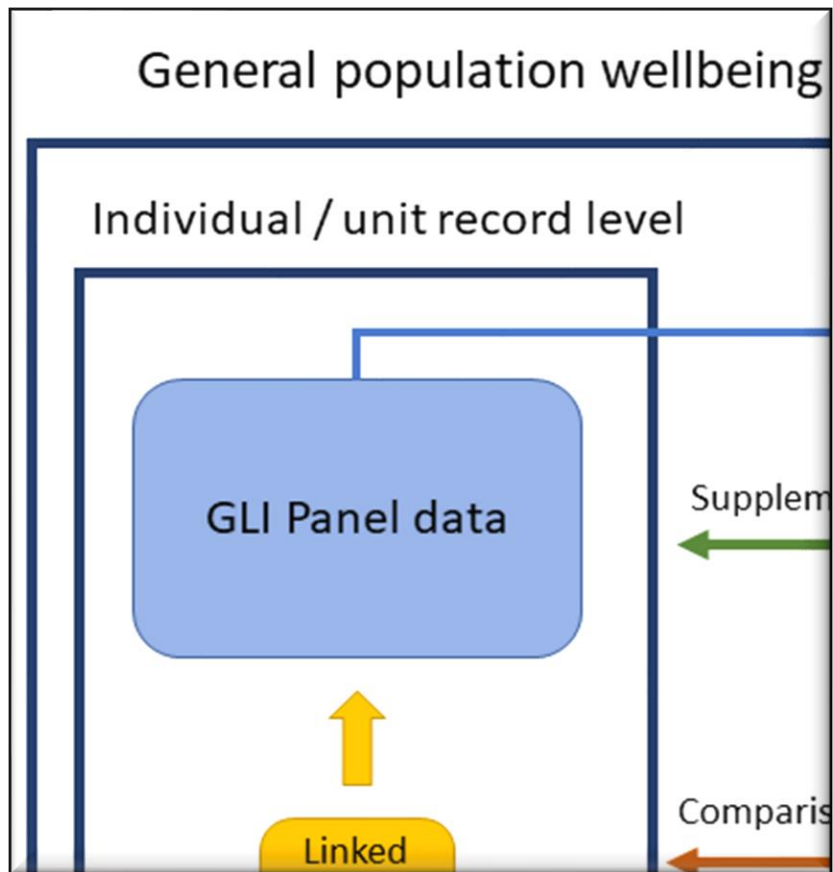 General population wellbeing
Individual / unit record level
GLI Panel data
Supplem
Comparis
Linked